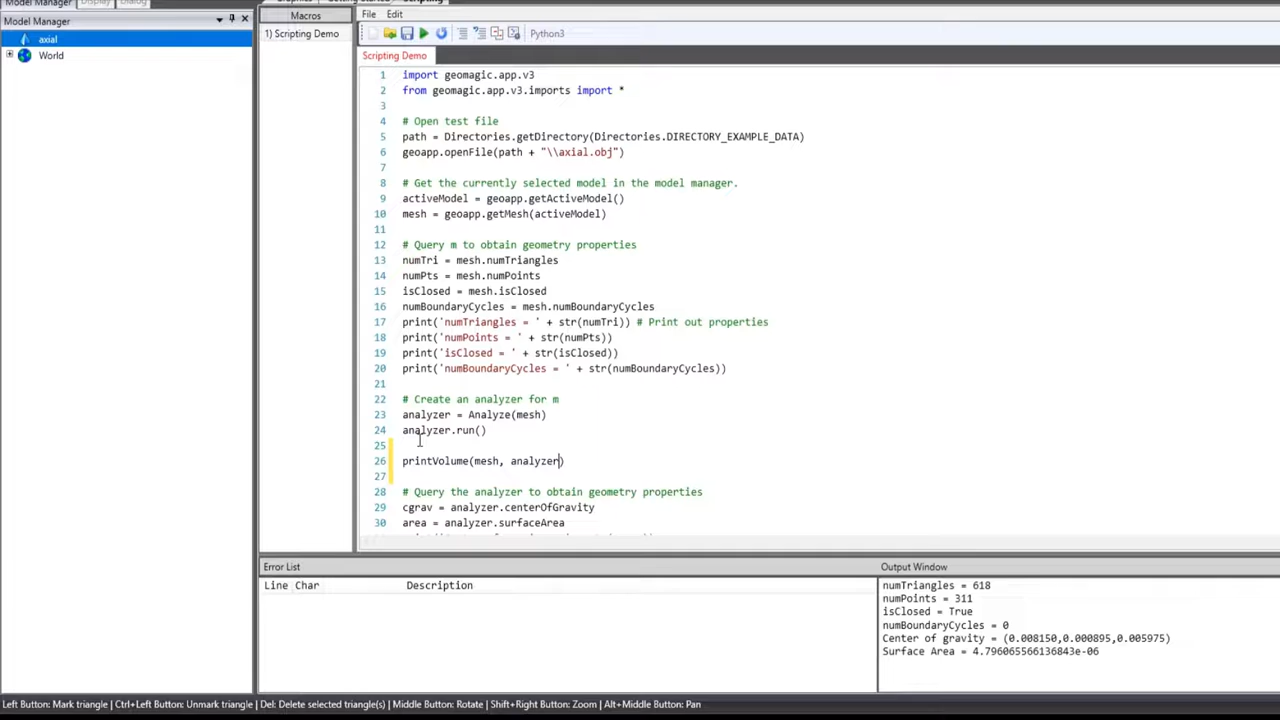 Model Manager
Display
Dialog
Scripting
Model Manager
axial
World
Macros
1) Scripting Demo
File Edit
Python3
Scripting Demo
1 import geomagic.app.v3
2 from geomagic.app.v3.imports import *
3
4 # Open test file
5 path = Directories.getDirectory(Directories.DIRECTORY_EXAMPLE_DATA)
6 geoapp.openFile(path + "\\axial.obj")
7
8 # Get the currently selected model in the model manager.
9 activeModel = geoapp.getActiveModel()
10 mesh = geoapp.getMesh(activeModel)
11
12 # Query m to obtain geometry properties
13 numTri = mesh.numTriangles
14 numPts = mesh.numPoints
15 isClosed = mesh.isClosed
16 numBoundaryCycles = mesh.numBoundaryCycles
17 print('numTriangles = ' + str(numTri)) # Print out properties
18 print('numPoints = ' + str(numPts))
19 print('isClosed = ' + str(isClosed))
20 print('numBoundaryCycles = ' + str(numBoundaryCycles))
21
22 # Create an analyzer for m
23 analyzer = Analyze(mesh)
24 analyzer.run()
25
26 printVolume(mesh, analyzer)
27
28 # Query the analyzer to obtain geometry properties
29 cgrav = analyzer.centerOfGravity
30 area = analyzer.surfaceArea
Error List
Line Char Description
Output Window
numTriangles = 618
numPoints = 311
isClosed = True
numBoundaryCycles = 0
Center of gravity = (0.008150,0.000895,0.005975)
Surface Area = 4.796065566136843e-06
Left Button: Mark triangle | Ctrl+Left Button: Unmark triangle | Del: Delete selected triangle(s) | Middle Button: Rotate | Shift+Right Button: Zoom | Alt+Middle Button: Pan